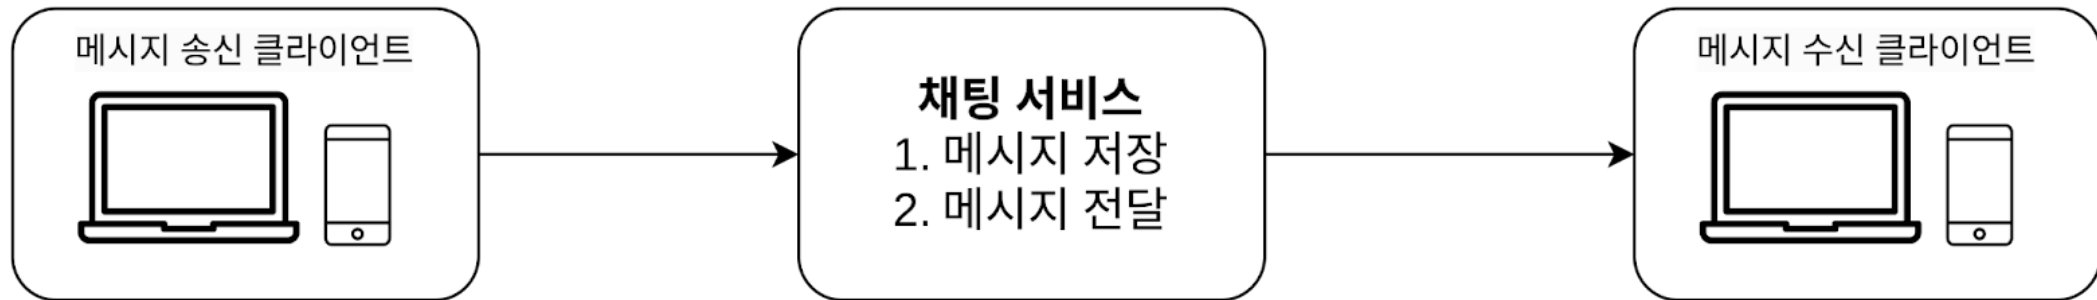 메시지 송신 클라이언트
채팅 서비스
1. 메시지 저장
2. 메시지 전달
메시지 수신 클라이언트